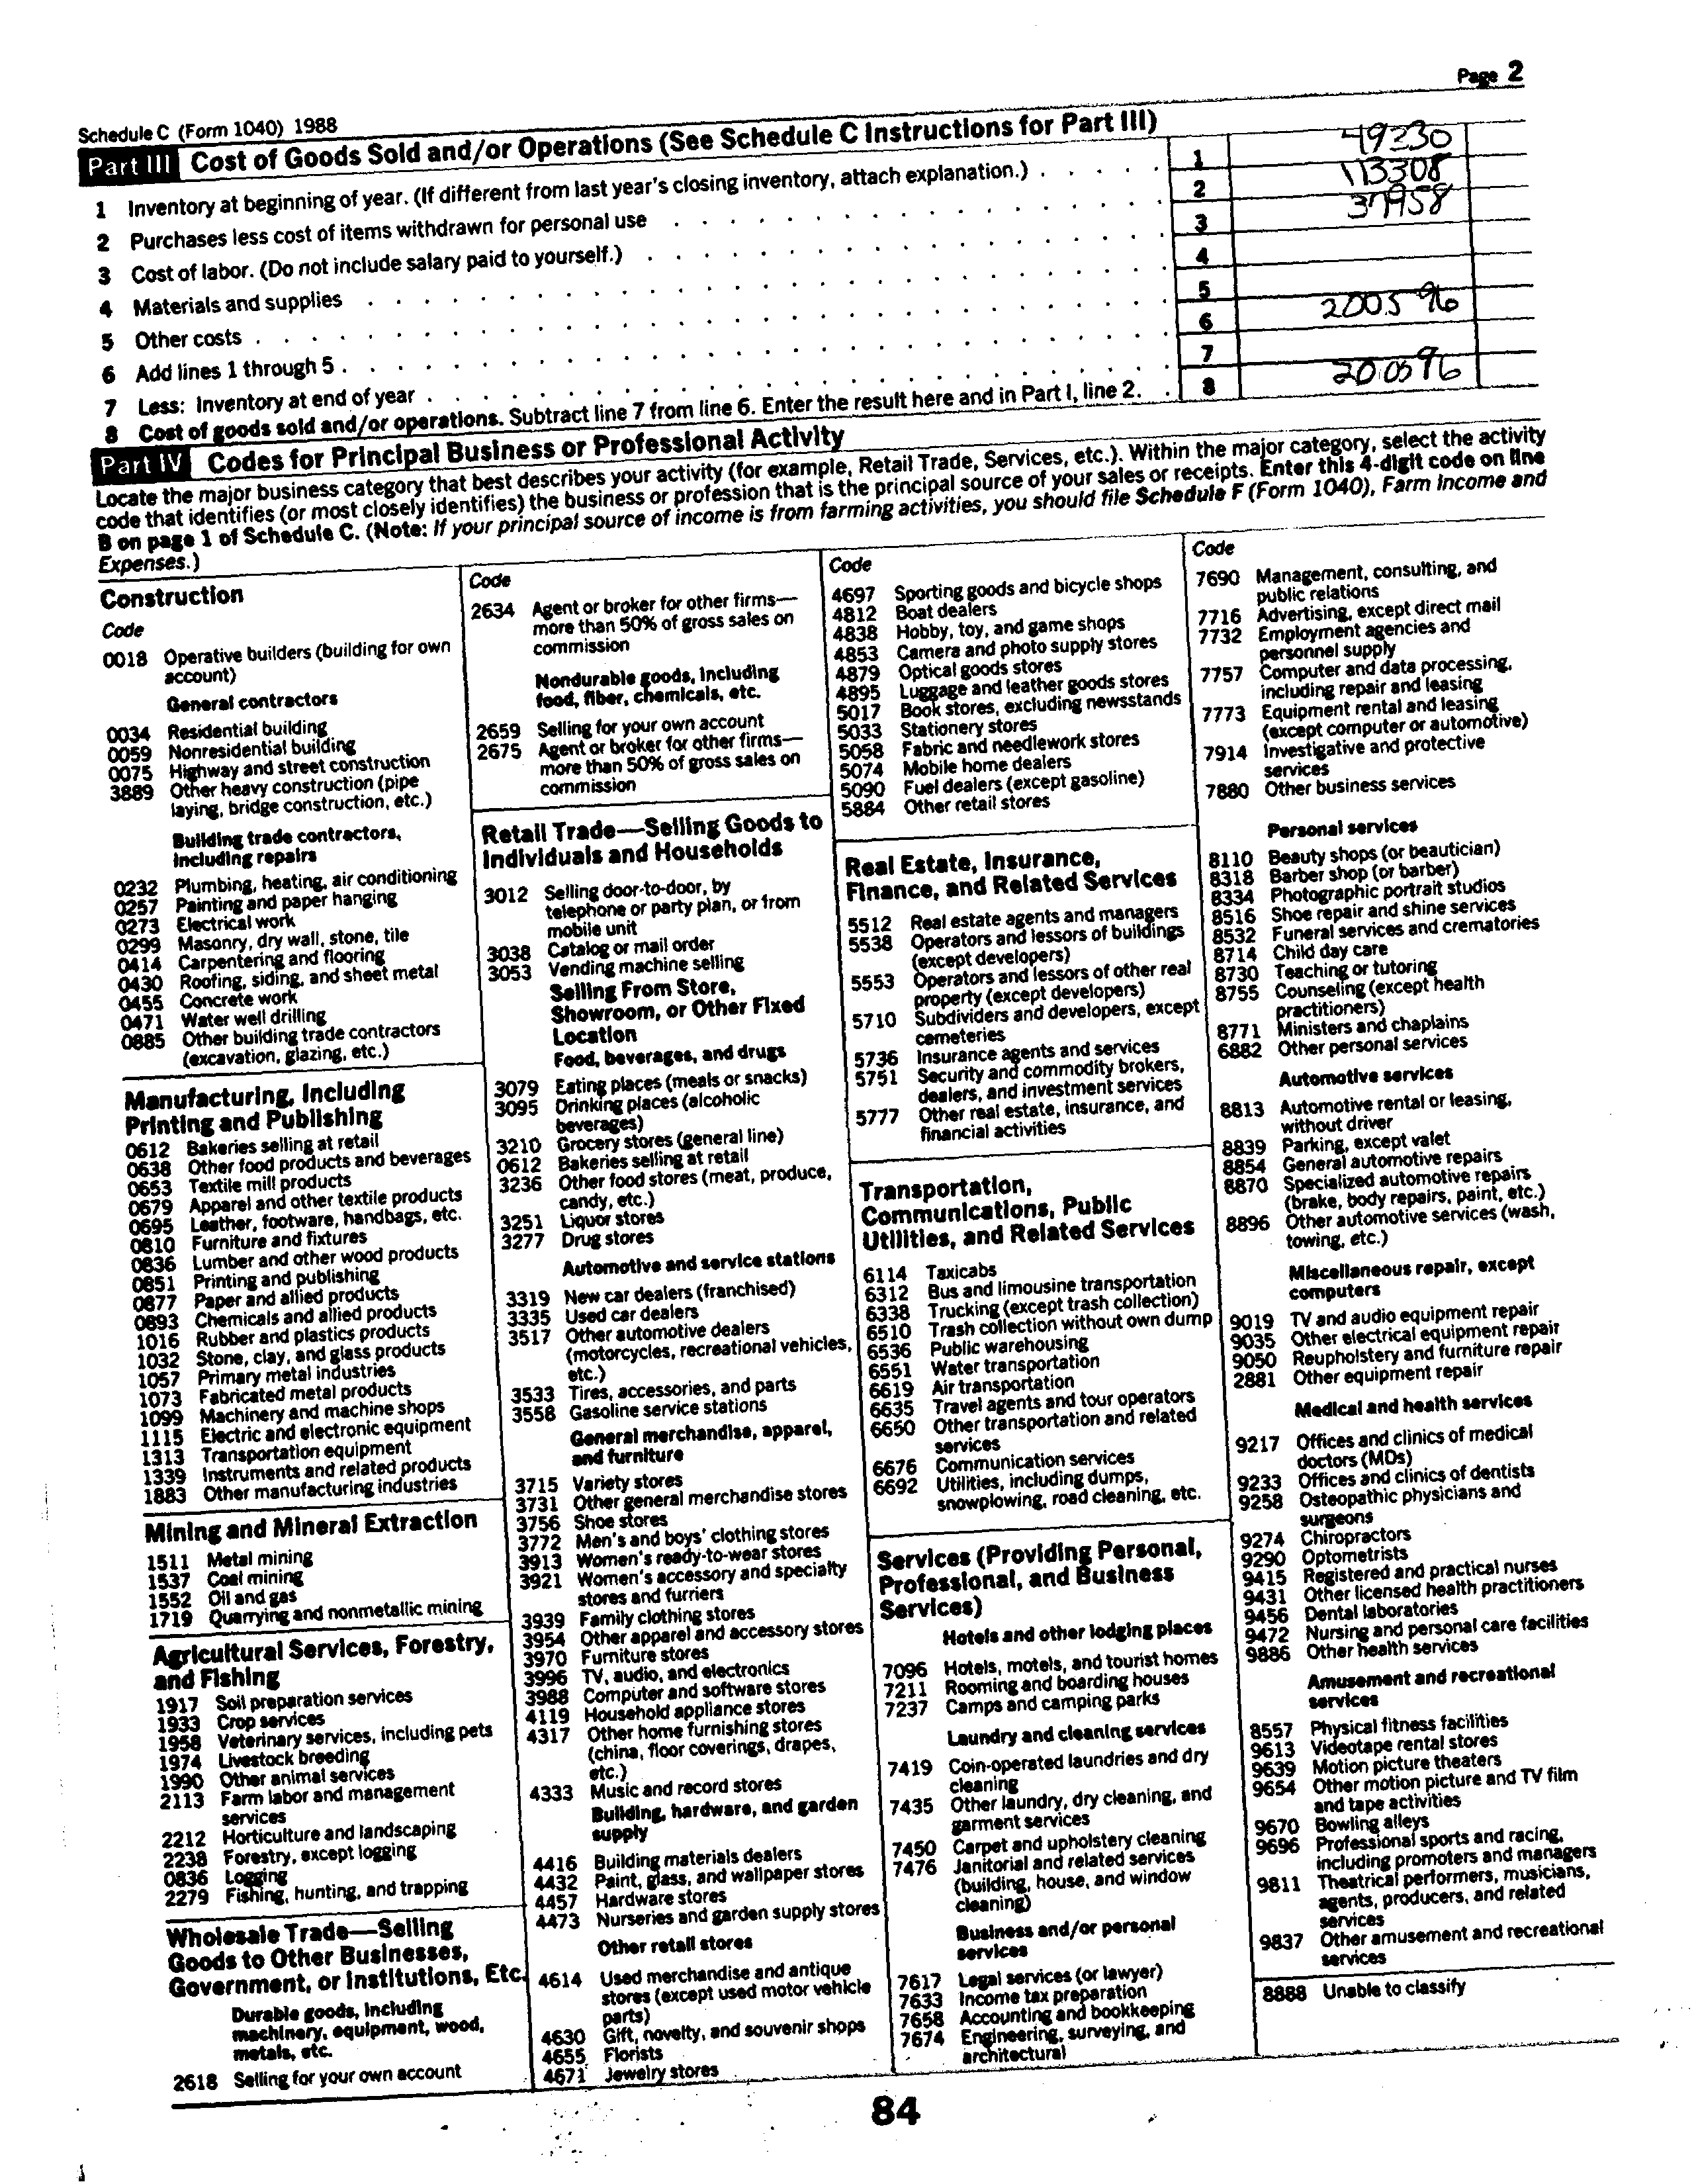 Page 2
Schedule C (Form 1040) 1988
Part III Cost of Goods Sold and/or Operations (See Schedule C Instructions for Part III)
1 Inventory at beginning of year. (If different from last year's closing inventory, attach explanation.) . . . . . 1 49330
2 Purchases less cost of items withdrawn for personal use 2 113308
3 Cost of labor. (Do not include salary paid to yourself.) 3 37958
4 Materials and supplies 4
5 Other costs 5
6 Add lines 1 through 5 6 200596
7 Less: Inventory at end of year 7
8 Cost of goods sold and/or operations. Subtract line 7 from line 6. Enter the result here and in Part I, line 2. 8 200596
Part IV Codes for Principal Business or Professional Activity
Locate the major business category that best describes your activity (for example, Retail Trade, Services, etc.). Within the major category, select the activity
code that identifies (or most closely identifies) the business or profession that is the principal source of your sales or receipts. Enter this 4-digit code on line
B on page 1 of Schedule C. (Note: If your principal source of income is from farming activities, you should file Schedule F (Form 1040), Farm Income and
Expenses.)
Construction
Code
0018 Operative builders (building for own
account)
General contractors
0034 Residential building
0059 Nonresidential building
0075 Highway and street construction
3889 Other heavy construction (pipe
laying, bridge construction, etc.)
Building trade contractors,
including repairs
0232 Plumbing, heating, air conditioning
0257 Painting and paper hanging
0273 Electrical work
0299 Masonry, dry wall, stone, tile
0414 Carpentering and flooring
0430 Roofing, siding, and sheet metal
0455 Concrete work
0471 Water well drilling
0885 Other building trade contractors
(excavation, glazing, etc.)
Manufacturing, Including
Printing and Publishing
0612 Bakeries selling at retail
0638 Other food products and beverages
0653 Textile mill products
0679 Apparel and other textile products
0695 Leather, footware, handbags, etc.
0810 Furniture and fixtures
0836 Lumber and other wood products
0851 Printing and publishing
0877 Paper and allied products
0893 Chemicals and allied products
1016 Rubber and plastics products
1032 Stone, clay, and glass products
1057 Primary metal industries
1073 Fabricated metal products
1099 Machinery and machine shops
1115 Electric and electronic equipment
1313 Transportation equipment
1339 Instruments and related products
1883 Other manufacturing industries
Mining and Mineral Extraction
1511 Metal mining
1537 Coal mining
1552 Oil and gas
1719 Quarrying and nonmetallic mining
Agricultural Services, Forestry,
and Fishing
1917 Soil preparation services
1933 Crop services
1958 Veterinary services, including pets
1974 Livestock breeding
1990 Other animal services
2113 Farm labor and management
services
2212 Horticulture and landscaping
2238 Forestry, except logging
0836 Logging
2279 Fishing, hunting, and trapping
Wholesale Trade—Selling
Goods to Other Businesses,
Government, or Institutions, Etc.
Durable goods, Including
machinery, equipment, wood,
metals, etc.
2618 Selling for your own account
Code
2634 Agent or broker for other firms—
more than 50% of gross sales on
commission
Nondurable goods, Including
food, fiber, chemicals, etc.
2659 Selling for your own account
2675 Agent or broker for other firms—
more than 50% of gross sales on
commission
Retail Trade—Selling Goods to
Individuals and Households
3012 Selling door-to-door, by
telephone or party plan, or from
mobile unit
3038 Catalog or mail order
3053 Vending machine selling
Selling From Store,
Showroom, or Other Fixed
Location
Food, beverages, and drugs
3079 Eating places (meals or snacks)
3095 Drinking places (alcoholic
beverages)
3210 Grocery stores (general line)
0612 Bakeries selling at retail
3236 Other food stores (meat, produce,
candy, etc.)
3251 Liquor stores
3277 Drug stores
Automotive and service stations
3319 New car dealers (franchised)
3335 Used car dealers
3517 Other automotive dealers
(motorcycles, recreational vehicles,
etc.)
3533 Tires, accessories, and parts
3558 Gasoline service stations
General merchandise, apparel,
and furniture
3715 Variety stores
3731 Other general merchandise stores
3756 Shoe stores
3772 Men's and boys' clothing stores
3913 Women's ready-to-wear stores
3921 Women's accessory and specialty
stores and furriers
3939 Family clothing stores
3954 Other apparel and accessory stores
3970 Furniture stores
3996 TV, audio, and electronics
3988 Computer and software stores
4119 Household appliance stores
4317 Other home furnishing stores
(china, floor coverings, drapes,
etc.)
4333 Music and record stores
Building, hardware, and garden
supply
4416 Building materials dealers
4432 Paint, glass, and wallpaper stores
4457 Hardware stores
4473 Nurseries and garden supply stores
Other retail stores
4614 Used merchandise and antique
stores (except used motor vehicle
parts)
4630 Gift, novelty, and souvenir shops
4655 Florists
4671 Jewelry stores
Code
4697 Sporting goods and bicycle shops
4812 Boat dealers
4838 Hobby, toy, and game shops
4853 Camera and photo supply stores
4879 Optical goods stores
4895 Luggage and leather goods stores
5017 Book stores, excluding newsstands
5033 Stationery stores
5058 Fabric and needlework stores
5074 Mobile home dealers
5090 Fuel dealers (except gasoline)
5884 Other retail stores
Real Estate, Insurance,
Finance, and Related Services
5512 Real estate agents and managers
5538 Operators and lessors of buildings
(except developers)
5553 Operators and lessors of other real
property (except developers)
5710 Subdividers and developers, except
cemeteries
5736 Insurance agents and services
5751 Security and commodity brokers,
dealers, and investment services
5777 Other real estate, insurance, and
financial activities
Transportation,
Communications, Public
Utilities, and Related Services
6114 Taxicabs
6312 Bus and limousine transportation
6338 Trucking (except trash collection)
6510 Trash collection without own dump
6536 Public warehousing
6551 Water transportation
6619 Air transportation
6635 Travel agents and tour operators
6650 Other transportation and related
services
6676 Communication services
6692 Utilities, including dumps,
snowplowing, road cleaning, etc.
Services (Providing Personal,
Professional, and Business
Services)
Hotels and other lodging places
7096 Hotels, motels, and tourist homes
7211 Rooming and boarding houses
7237 Camps and camping parks
Laundry and cleaning services
7419 Coin-operated laundries and dry
cleaning
7435 Other laundry, dry cleaning, and
garment services
7450 Carpet and upholstery cleaning
7476 Janitorial and related services
(building, house, and window
cleaning)
Business and/or personal
services
7617 Legal services (or lawyer)
7633 Income tax preparation
7658 Accounting and bookkeeping
7674 Engineering, surveying, and
architectural
Code
7690 Management, consulting, and
public relations
7716 Advertising, except direct mail
7732 Employment agencies and
personnel supply
7757 Computer and data processing,
including repair and leasing
7773 Equipment rental and leasing
(except computer or automotive)
7914 Investigative and protective
services
7880 Other business services
Personal services
8110 Beauty shops (or beautician)
8318 Barber shop (or barber)
8334 Photographic portrait studios
8516 Shoe repair and shine services
8532 Funeral services and crematories
8714 Child day care
8730 Teaching or tutoring
8755 Counseling (except health
practitioners)
8771 Ministers and chaplains
6882 Other personal services
Automotive services
8813 Automotive rental or leasing,
without driver
8839 Parking, except valet
8854 General automotive repairs
8870 Specialized automotive repairs
(brake, body repairs, paint, etc.)
8896 Other automotive services (wash,
towing, etc.)
Miscellaneous repair, except
computers
9019 TV and audio equipment repair
9035 Other electrical equipment repair
9050 Reupholstery and furniture repair
2881 Other equipment repair
Medical and health services
9217 Offices and clinics of medical
doctors (MDs)
9233 Offices and clinics of dentists
9258 Osteopathic physicians and
surgeons
9274 Chiropractors
9290 Optometrists
9415 Registered and practical nurses
9431 Other licensed health practitioners
9456 Dental laboratories
9472 Nursing and personal care facilities
9886 Other health services
Amusement and recreational
services
8557 Physical fitness facilities
9613 Videotape rental stores
9639 Motion picture theaters
9654 Other motion picture and TV film
and tape activities
9670 Bowling alleys
9696 Professional sports and racing,
including promoters and managers
9811 Theatrical performers, musicians,
agents, producers, and related
services
9837 Other amusement and recreational
services
8888 Unable to classify
84